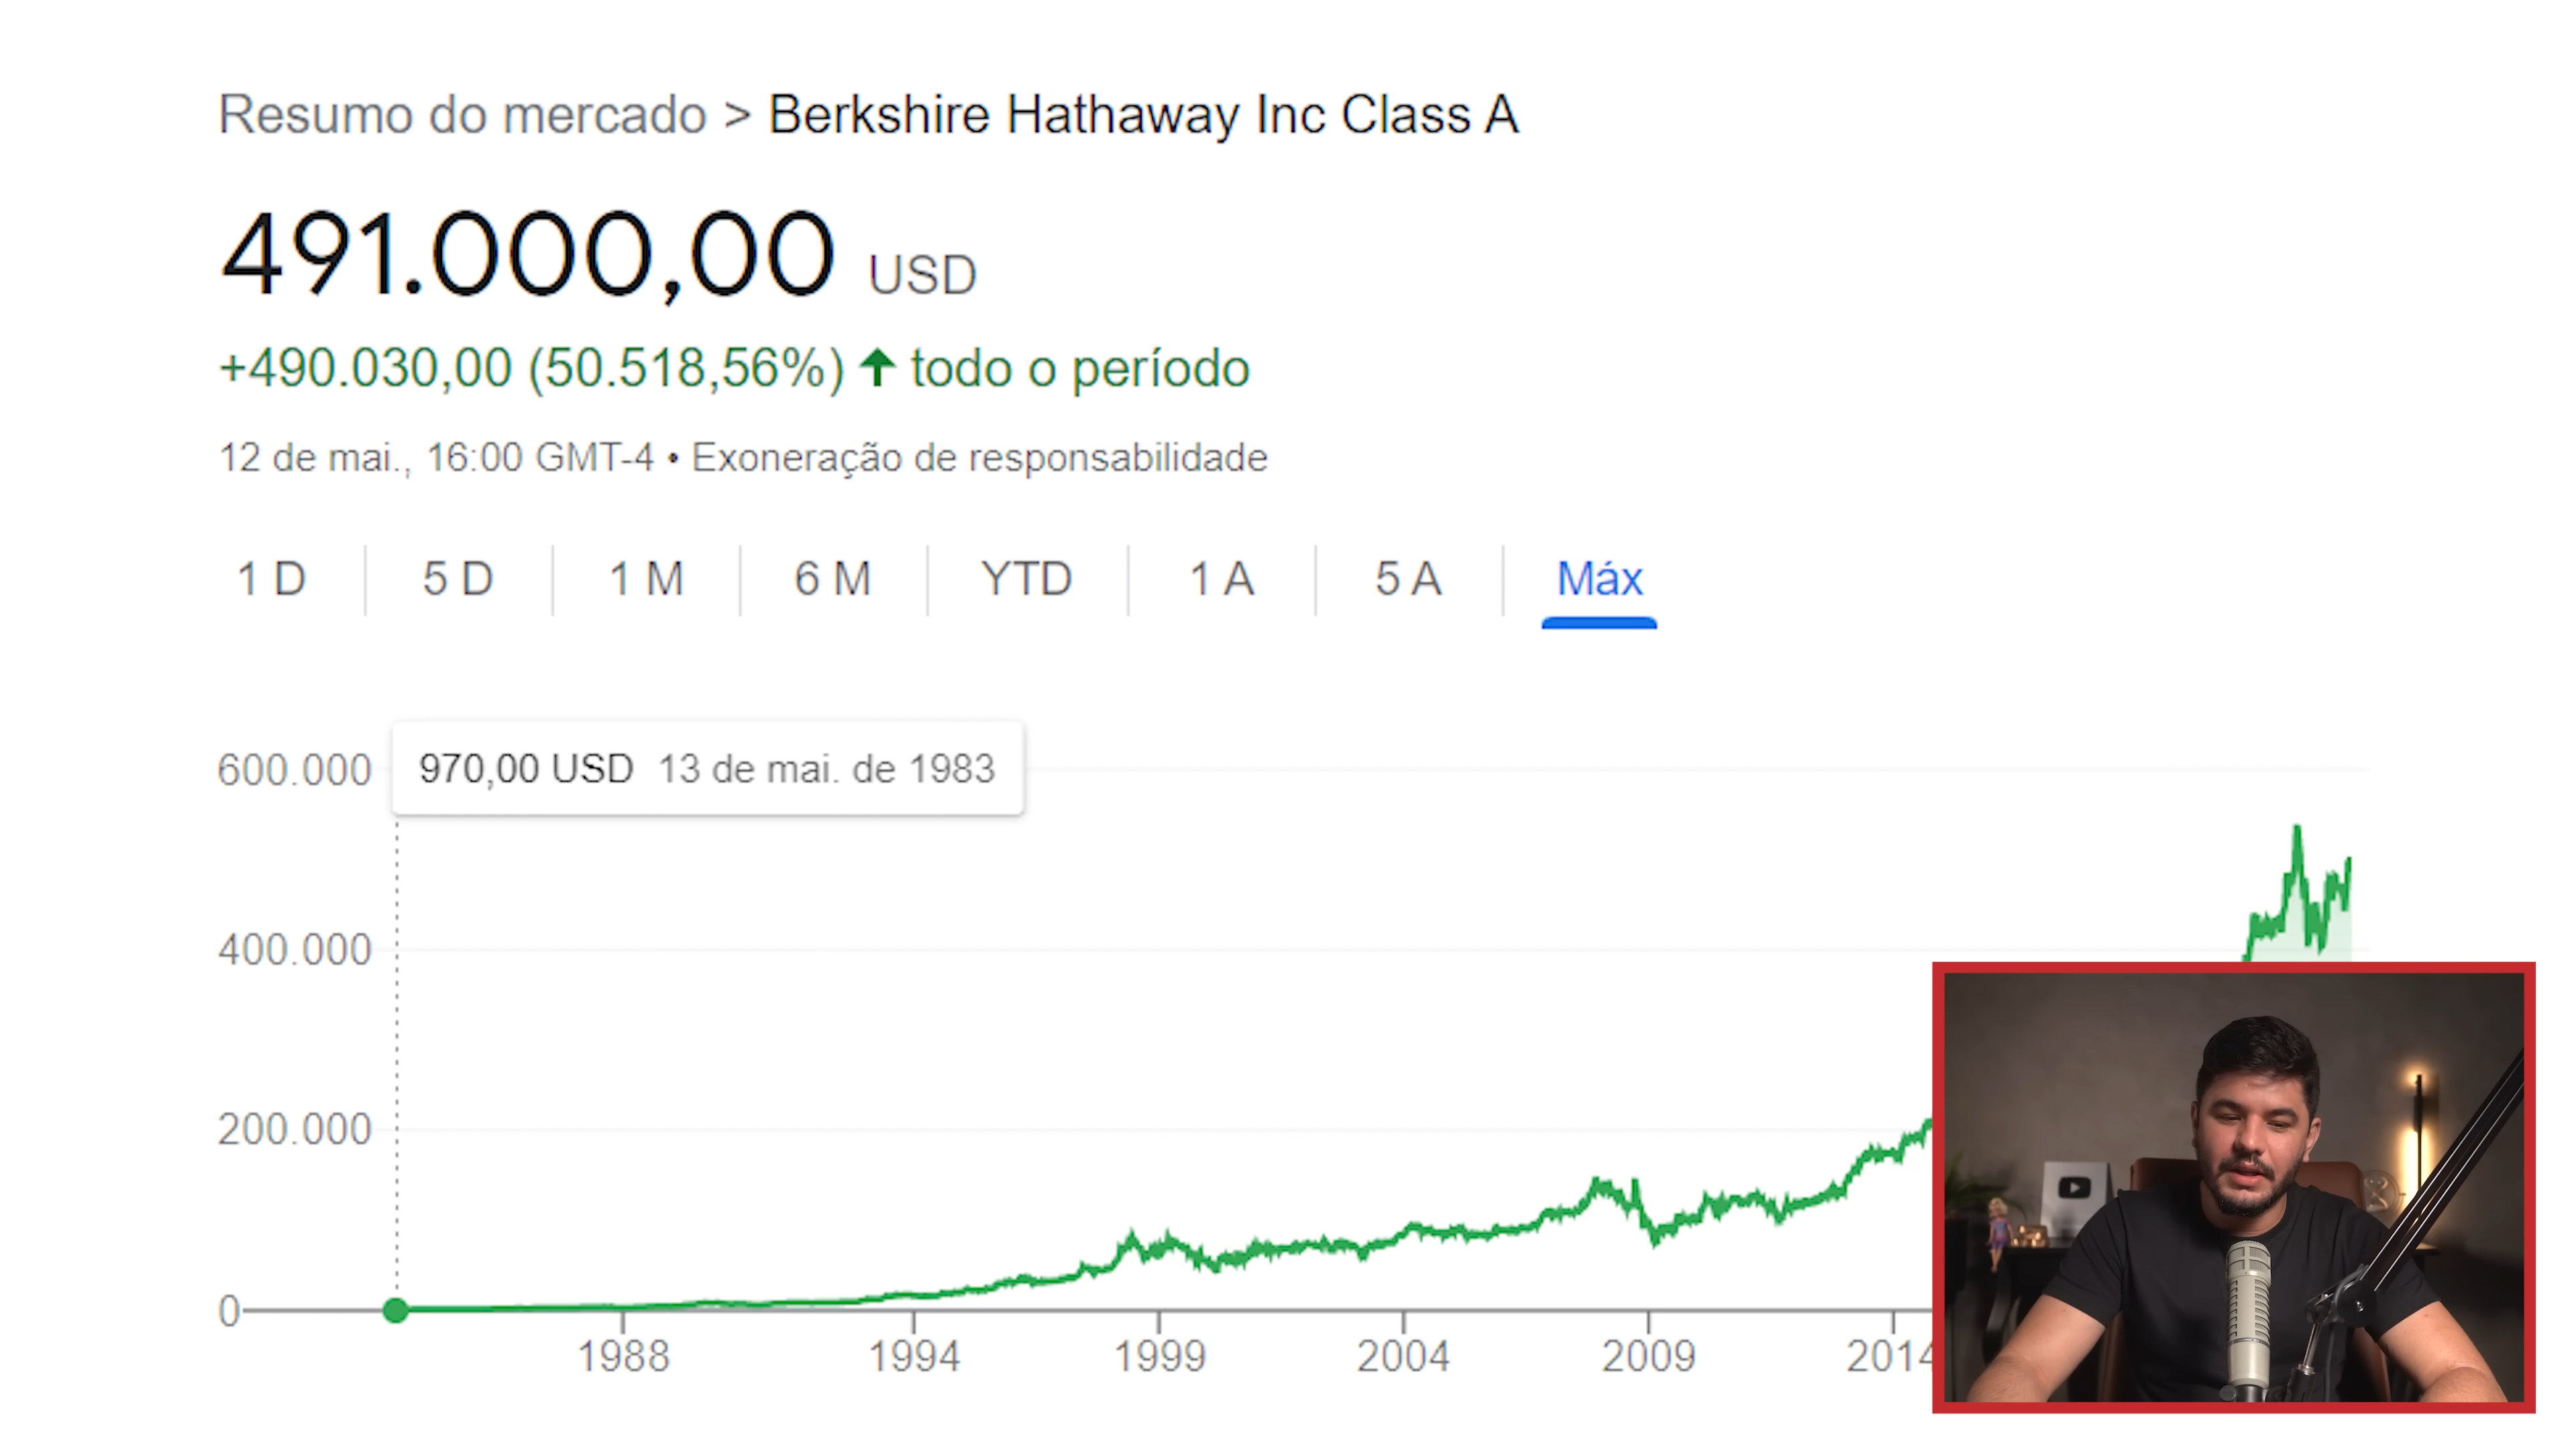 Resumo do mercado > Berkshire Hathaway Inc Class A
491.000,00 USD
+490.030,00 (50.518,56%) ↑ todo o período
12 de mai., 16:00 GMT-4 • Exoneração de responsabilidade
1 D 5 D 1 M 6 M YTD 1 A 5 A Máx
600.000 970,00 USD 13 de mai. de 1983
400.000
200.000
0
1988 1994 1999 2004 2009 2014